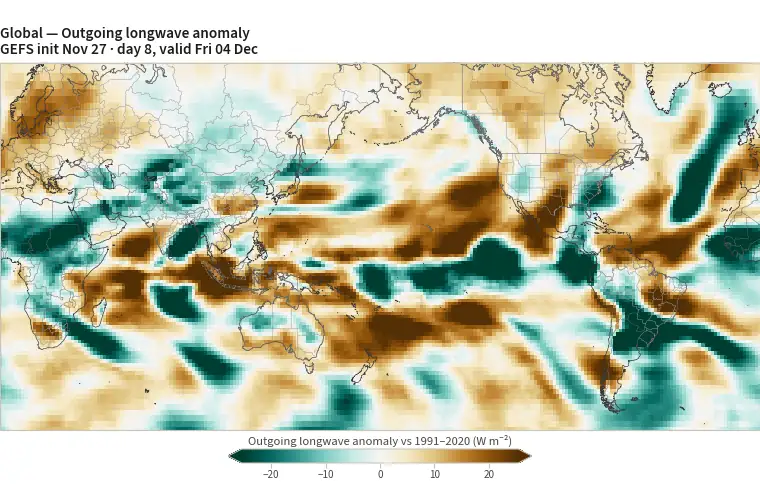 Global — Outgoing longwave anomaly
GEFS init Nov 27 · day 8, valid Fri 04 Dec
Outgoing longwave anomaly vs 1991–2020 (W m⁻²)
−20 −10 0 10 20